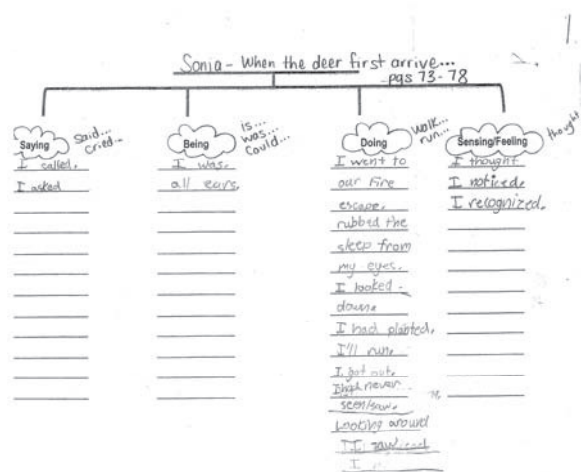 1.
Sonia - When the deer first arrive...
pgs 73-78
Saying
Said...
cried...
I called.
I asked
Being
is...
was...
Could...
I was.
all ears.
Doing
Walk...
run...
I went to
our fire
escape.
rubbed the
sleep from
my eyes.
I looked
down.
I had planted.
I'll run.
I got out.
never
seen/saw.
Looking around
I
Sensing/Feeling
thought
I thought
I noticed.
I recognized.